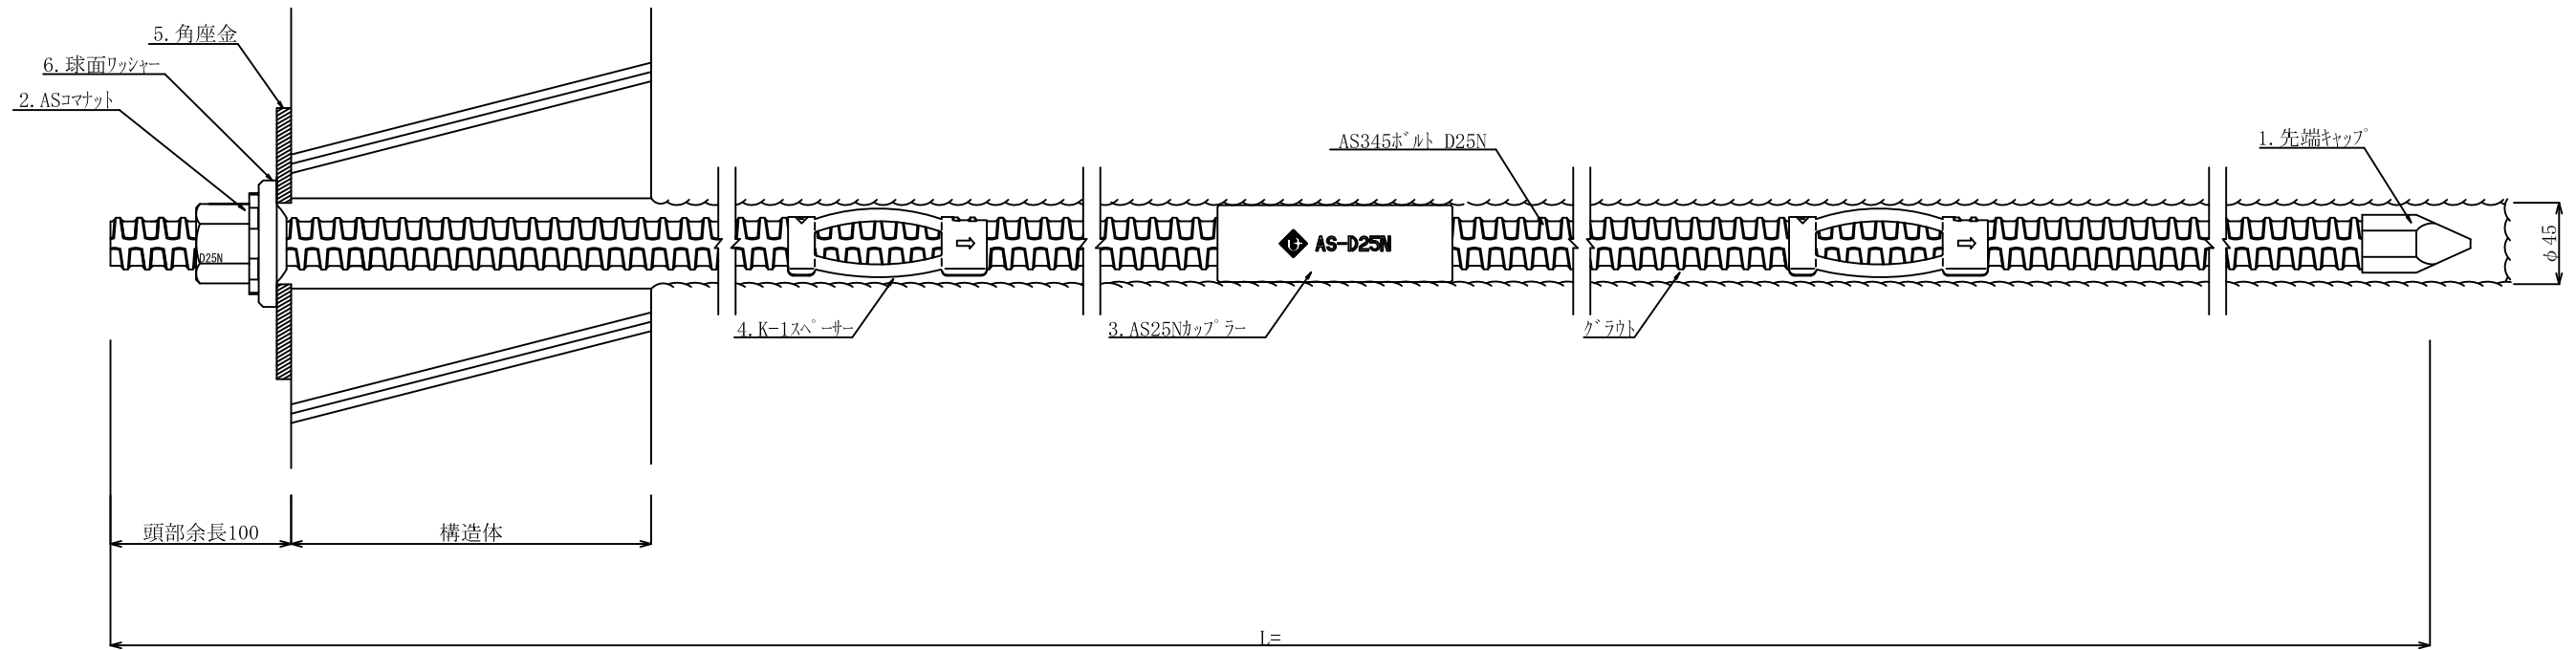 5. 角座金
6. 球面ワッシャー
2. ASコマナット
AS345ボルト D25N
1. 先端キャップ
D25N
AS-D25N
φ45
4. K-1スペーサー
3. AS25Nカップラー
グラウト
頭部余長100
構造体
L=